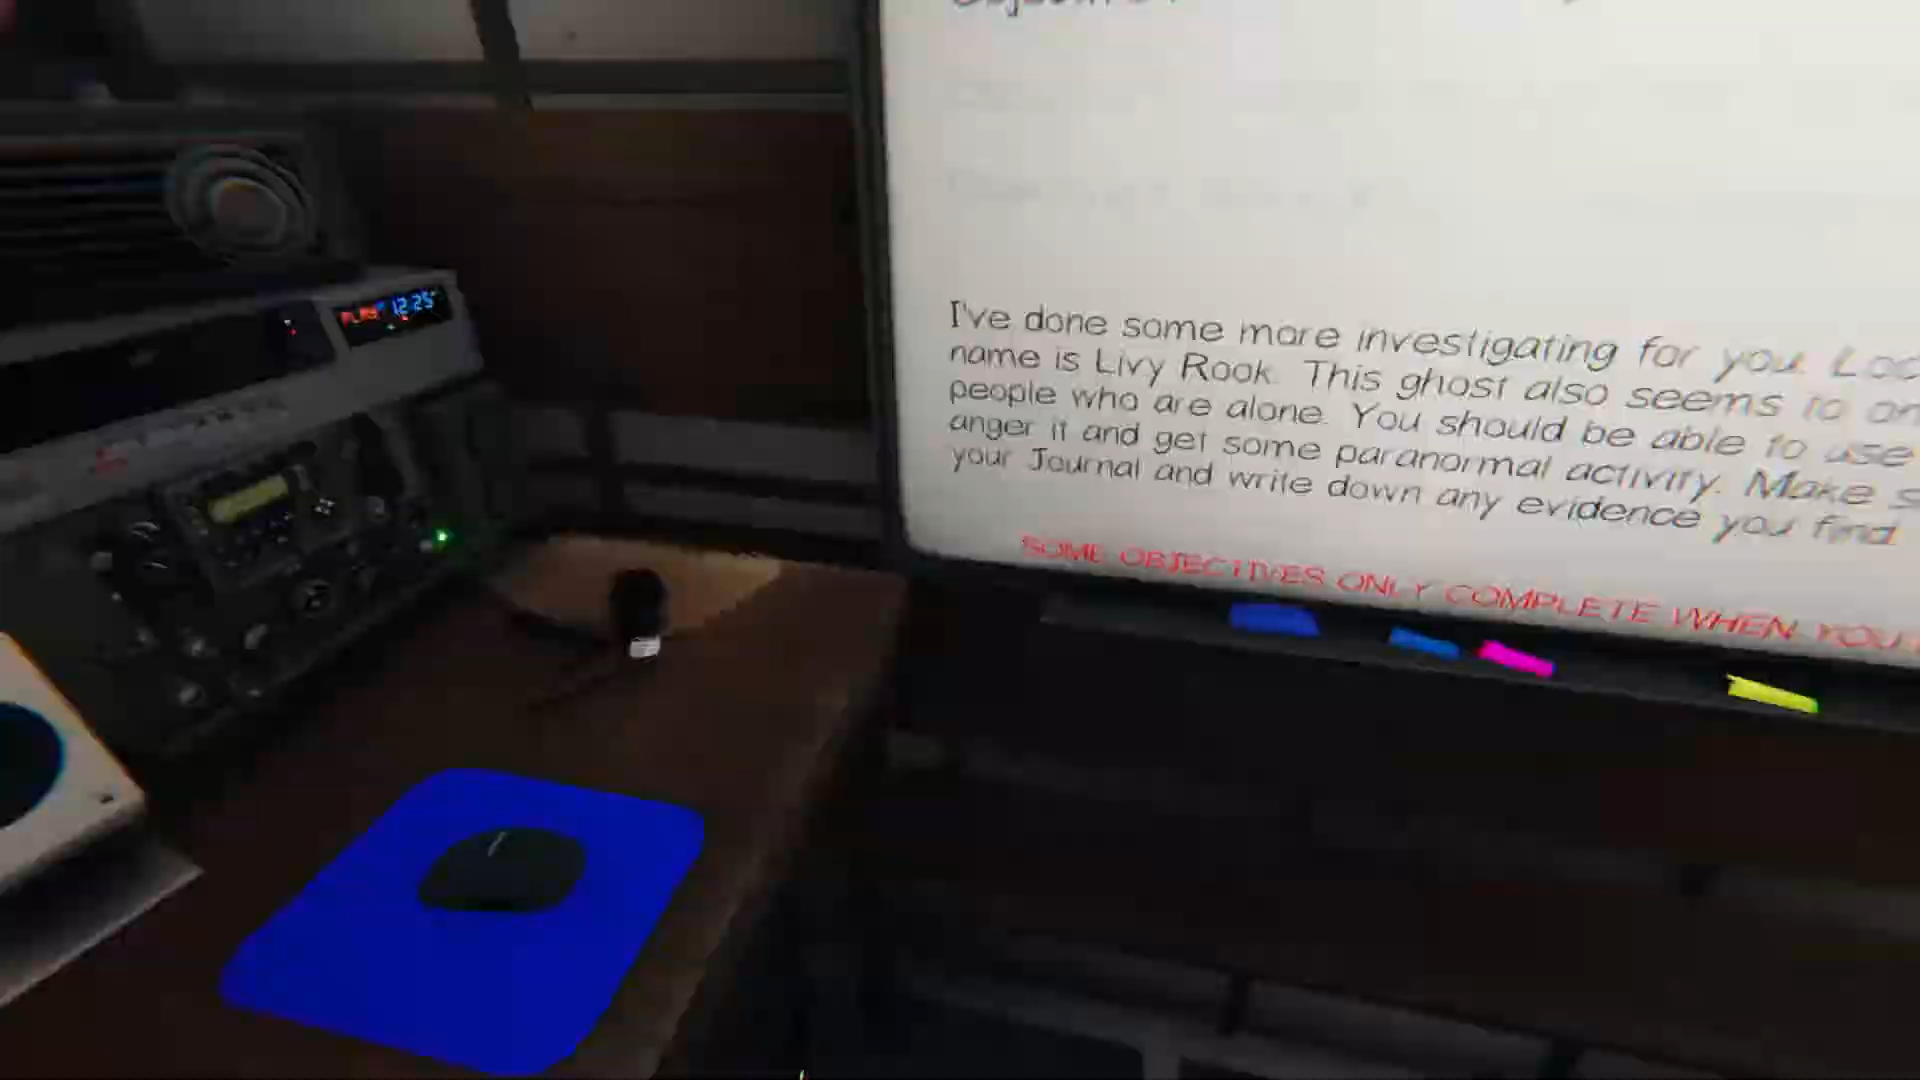 PLAY 12:25
I've done some more investigating for you.
name is Livy Rook. This ghost also seems to
people who are alone. You should be able to use
anger it and get some paranormal activity. Make
your Journal and write down any evidence you find.
SOME OBJECTIVES ONLY COMPLETE WHEN YOU